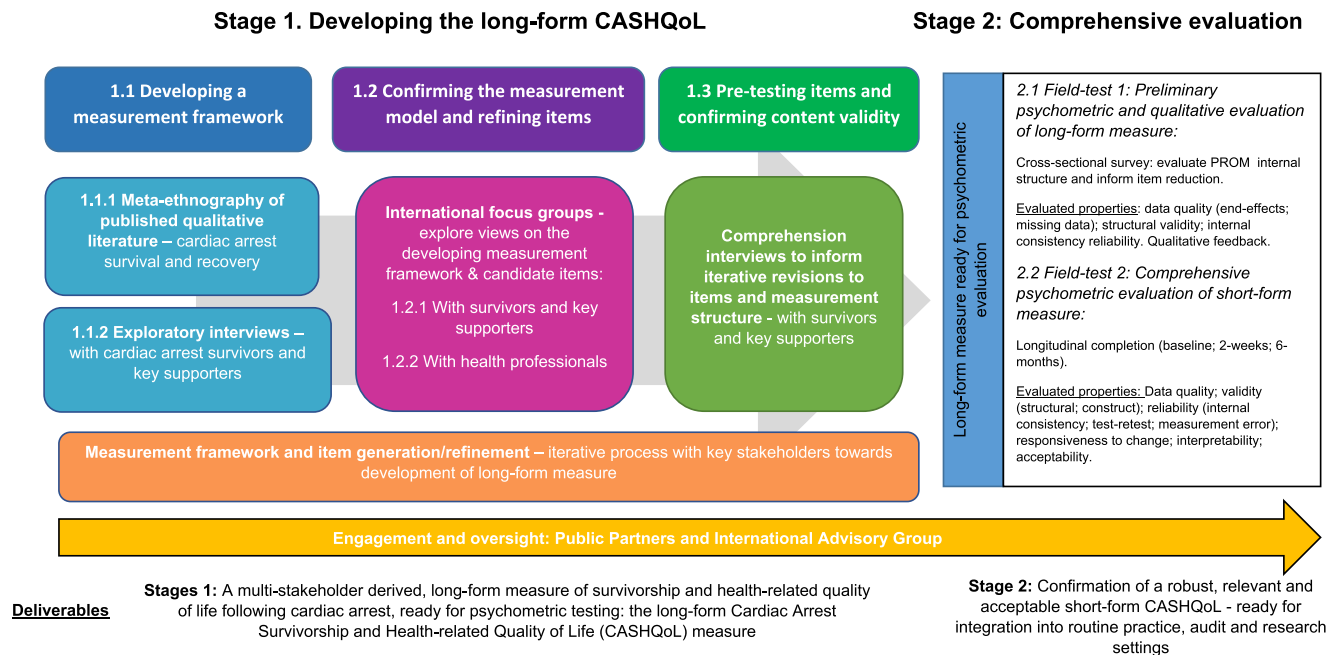 Stage 1. Developing the long-form CASHQoL
Stage 2: Comprehensive evaluation
1.1 Developing a
measurement framework
1.2 Confirming the measurement
model and refining items
1.3 Pre-testing items and
confirming content validity
1.1.1 Meta-ethnography of
published qualitative
literature – cardiac arrest
survival and recovery
1.1.2 Exploratory interviews –
with cardiac arrest survivors and
key supporters
International focus groups -
explore views on the
developing measurement
framework & candidate items:
1.2.1 With survivors and key
supporters
1.2.2 With health professionals
Comprehension
interviews to inform
iterative revisions to
items and measurement
structure - with survivors
and key supporters
Measurement framework and item generation/refinement – iterative process with key stakeholders towards
development of long-form measure
Long-form measure ready for psychometric
evaluation
2.1 Field-test 1: Preliminary
psychometric and qualitative evaluation
of long-form measure:
Cross-sectional survey: evaluate PROM internal
structure and inform item reduction.
Evaluated properties: data quality (end-effects;
missing data); structural validity; internal
consistency reliability. Qualitative feedback.
2.2 Field-test 2: Comprehensive
psychometric evaluation of short-form
measure:
Longitudinal completion (baseline; 2-weeks; 6-
months).
Evaluated properties: Data quality; validity
(structural; construct); reliability (internal
consistency; test-retest; measurement error);
responsiveness to change; interpretability;
acceptability.
Engagement and oversight: Public Partners and International Advisory Group
Deliverables
Stages 1: A multi-stakeholder derived, long-form measure of survivorship and health-related quality
of life following cardiac arrest, ready for psychometric testing: the long-form Cardiac Arrest
Survivorship and Health-related Quality of Life (CASHQoL) measure
Stage 2: Confirmation of a robust, relevant and
acceptable short-form CASHQoL - ready for
integration into routine practice, audit and research
settings